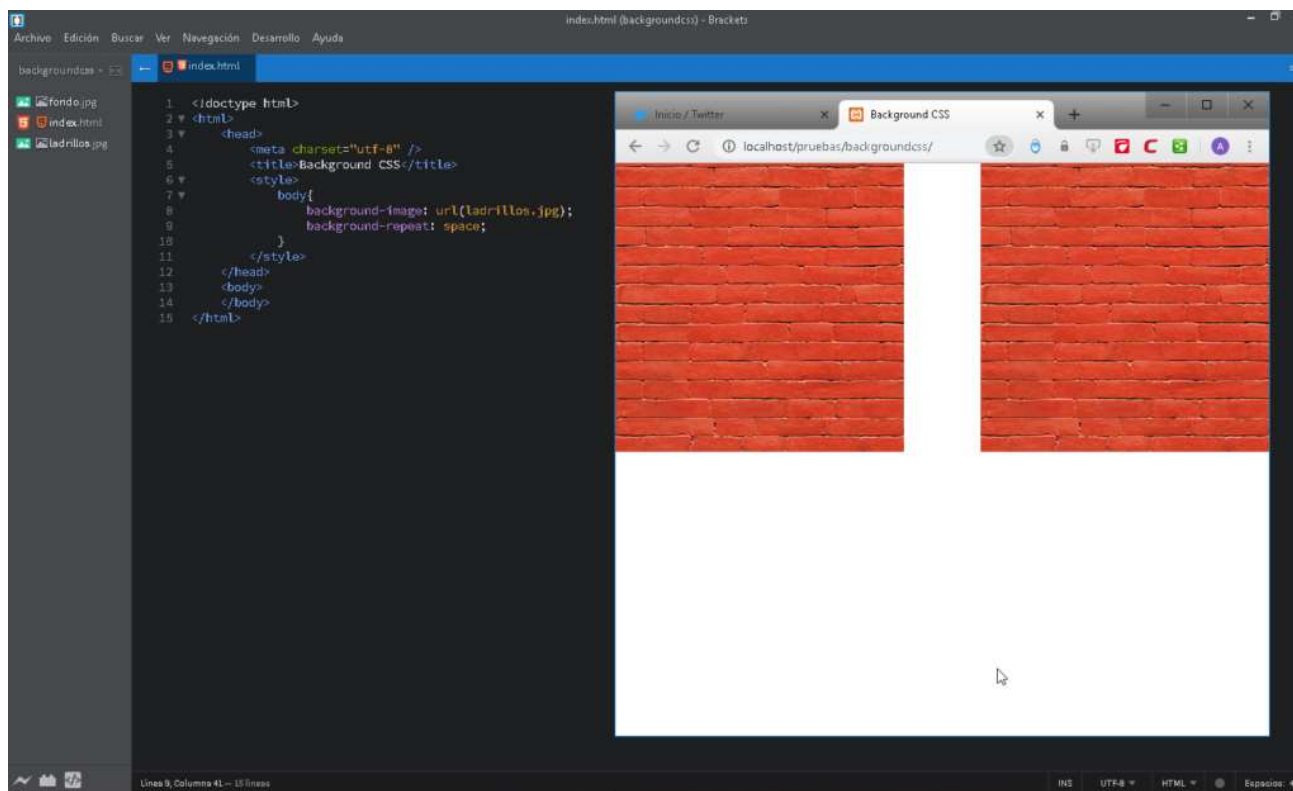 index.html (backgroundcss) - Brackets
Archivo Edición Buscar Ver Navegación Desarrollo Ayuda
backgroundcss
index.html
fondo.jpg
index.html
ladrillos.jpg
1 <!doctype html>
2 <html>
3 <head>
4 <meta charset="utf-8" />
5 <title>Background CSS</title>
6 <style>
7 body{
8 background-image: url(ladrillos.jpg);
9 background-repeat: space;
10 }
11 </style>
12 </head>
13 <body>
14 </body>
15 </html>
Inicio / Twitter
Background CSS
localhost/pruebas/backgroundcss/
A
Línea 9, Columna 41 — 15 líneas
INS UTF-8 HTML Espacios: 4